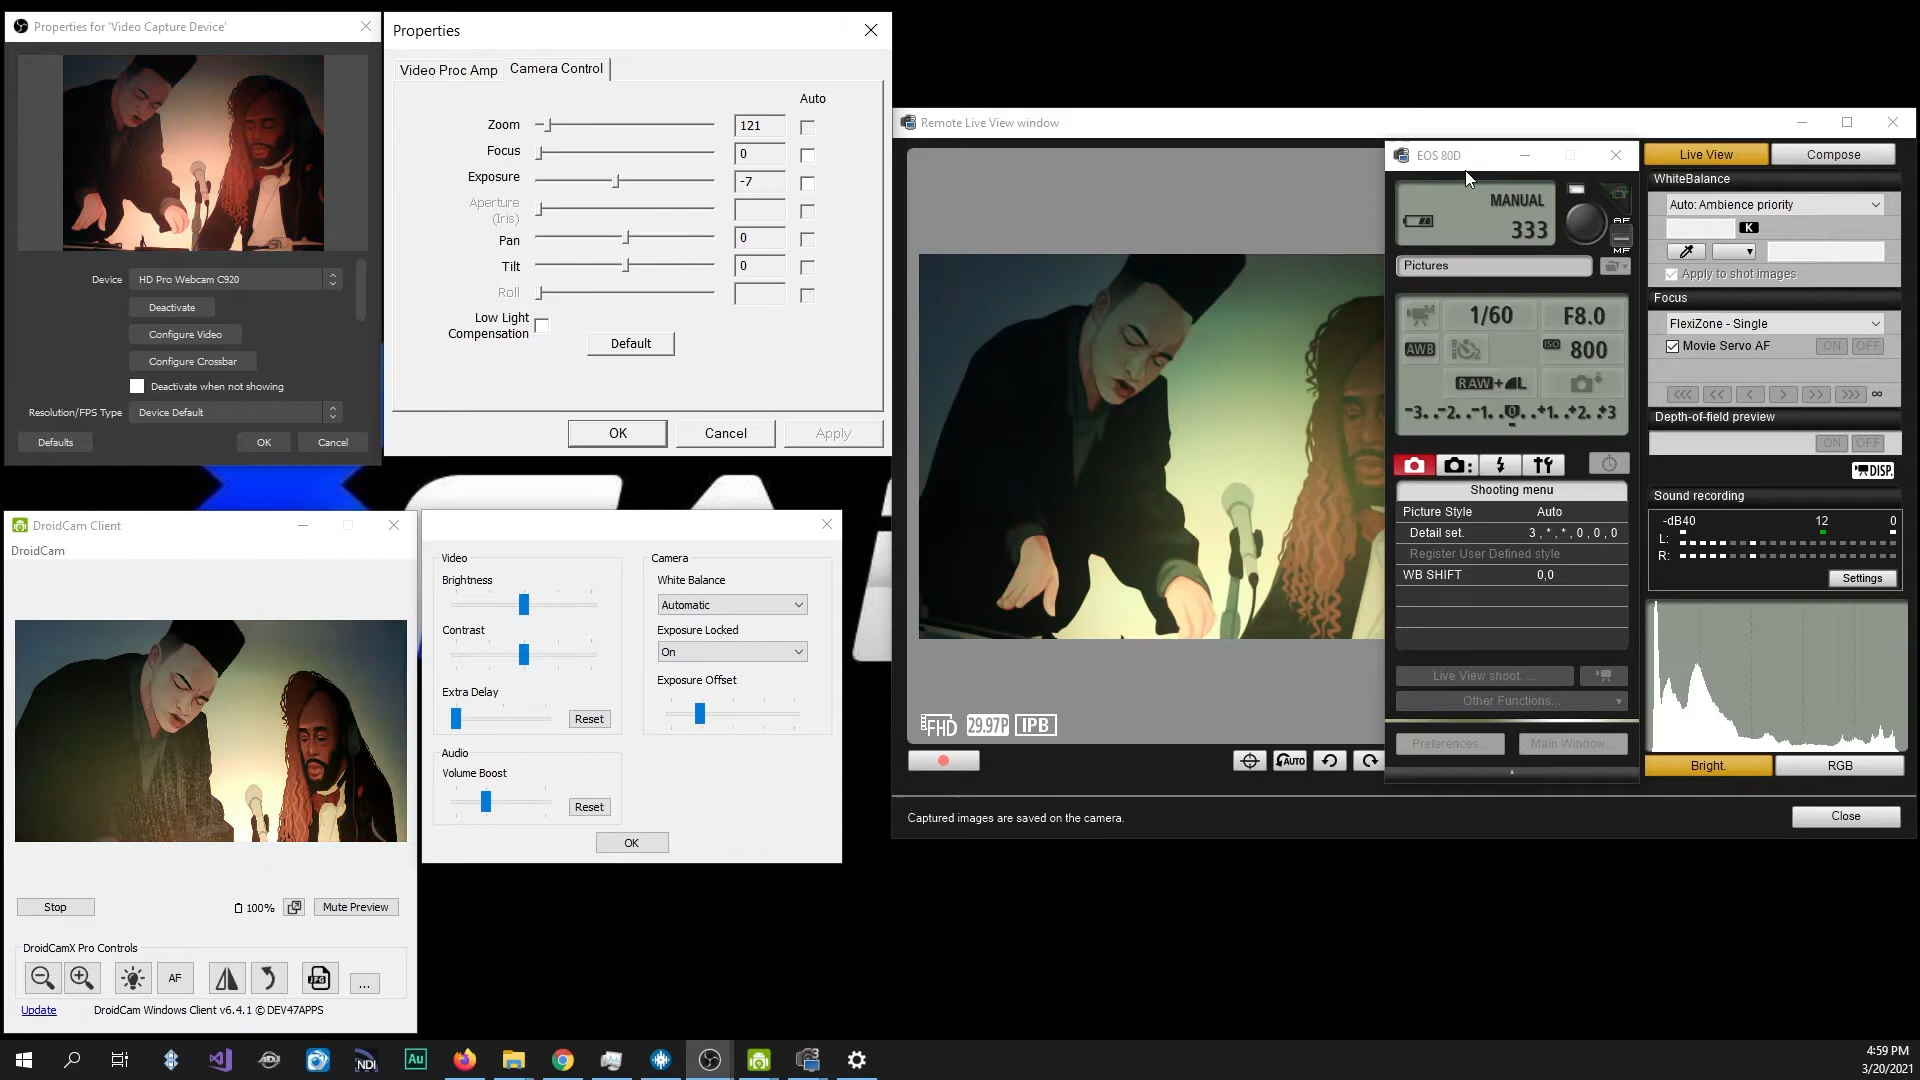 Properties for 'Video Capture Device'
Device
HD Pro Webcam C920
Deactivate
Configure Video
Configure Crossbar
Deactivate when not showing
Resolution/FPS Type
Device Default
Defaults
OK
Cancel
Properties
Video Proc Amp
Camera Control
Auto
Zoom
121
Focus
0
Exposure
-7
Aperture
(Iris)
Pan
0
Tilt
0
Roll
Low Light
Compensation
Default
OK
Cancel
Apply
DroidCam Client
DroidCam
Stop
100%
Mute Preview
DroidCamX Pro Controls
AF
JPG
...
Update
DroidCam Windows Client v6.4.1 © DEV47APPS
Video
Brightness
Contrast
Extra Delay
Reset
Audio
Volume Boost
Reset
Camera
White Balance
Automatic
Exposure Locked
On
Exposure Offset
OK
Remote Live View window
FHD
29.97P
IPB
AUTO
Captured images are saved on the camera.
Close
EOS 80D
MANUAL
333
AF
MF
Pictures
1/60
F8.0
AWB
ISO
800
RAW+L
-3..-2..-1..0..+1..+2..+3
Shooting menu
Picture Style Auto
Detail set. 3 , * , * , 0 , 0 , 0
Register User Defined style
WB SHIFT 0,0
Live View shoot. ...
Other Functions...
Preferences...
Main Window...
Live View
Compose
WhiteBalance
Auto: Ambience priority
K
Apply to shot images
Focus
FlexiZone - Single
Movie Servo AF
ON
OFF
<<<
<<
<
>
>>
>>>
∞
Depth-of-field preview
ON
OFF
DISP.
Sound recording
-dB40
12
0
L:
R:
Settings
Bright.
RGB
NDI
Au
4:59 PM
3/20/2021